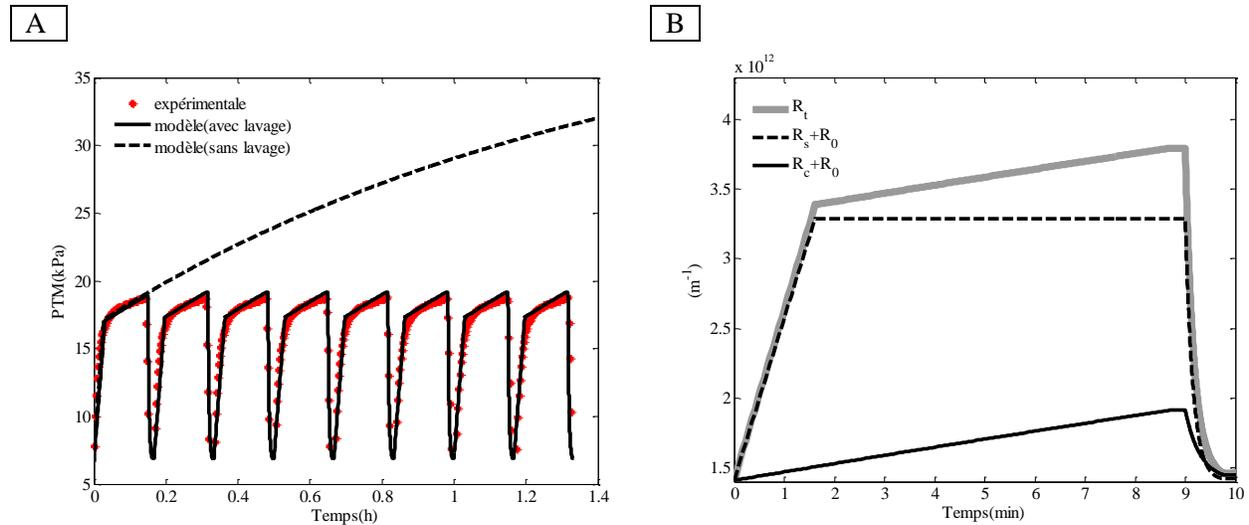 A
35
30
25
20
15
10
5
PTM(kPa)
expérimentale
modèle(avec lavage)
modèle(sans lavage)
0 0.2 0.4 0.6 0.8 1 1.2 1.4
Temps(h)
B
x 10^12
4
3.5
3
2.5
2
1.5
(m^-1)
R_t
R_s+R_0
R_c+R_0
0 1 2 3 4 5 6 7 8 9 10
Temps(min)